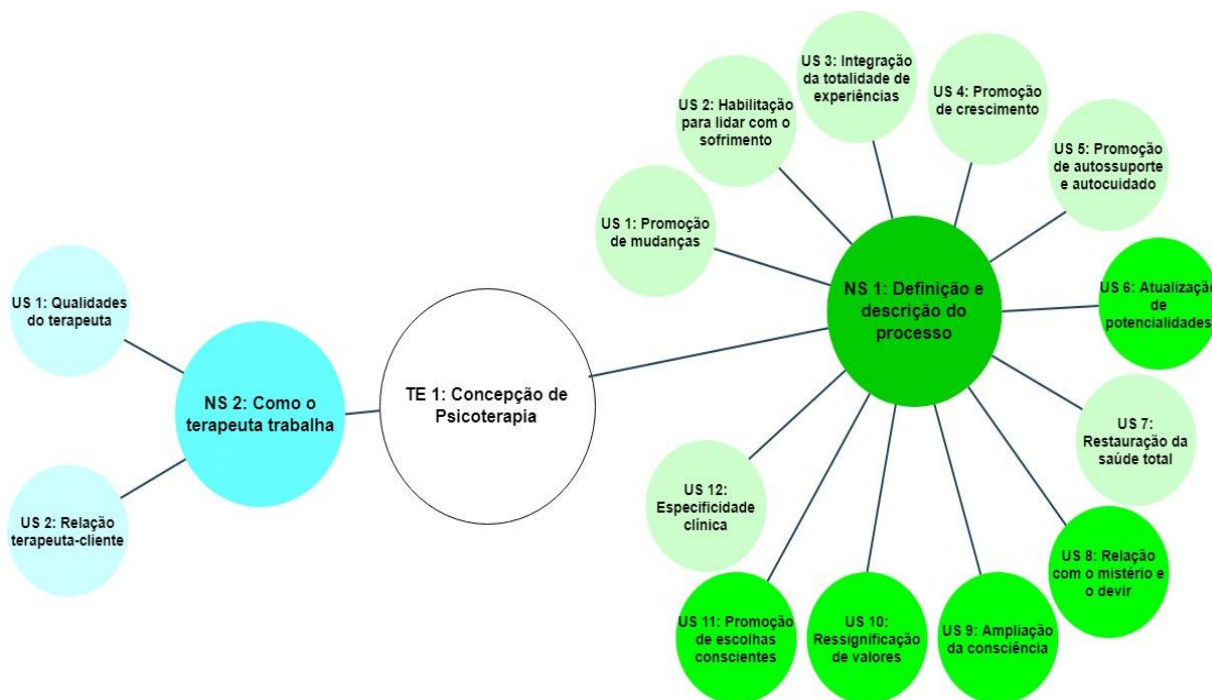 US 3: Integração
da totalidade de
experiências
US 4: Promoção
de crescimento
US 2: Habilitação
para lidar com o
sofrimento
US 5: Promoção
de autossuporte
e autocuidado
US 1: Promoção
de mudanças
US 6: Atualização
de
potencialidades
NS 1: Definição e
descrição do
processo
US 1: Qualidades
do terapeuta
NS 2: Como o
terapeuta trabalha
TE 1: Concepção de
Psicoterapia
US 7:
Restauração da
saúde total
US 2: Relação
terapeuta-cliente
US 12:
Especificidade
clínica
US 8: Relação
com o mistério e
o devir
US 11: Promoção
de escolhas
conscientes
US 10:
Ressignificação
de valores
US 9: Ampliação
da consciência